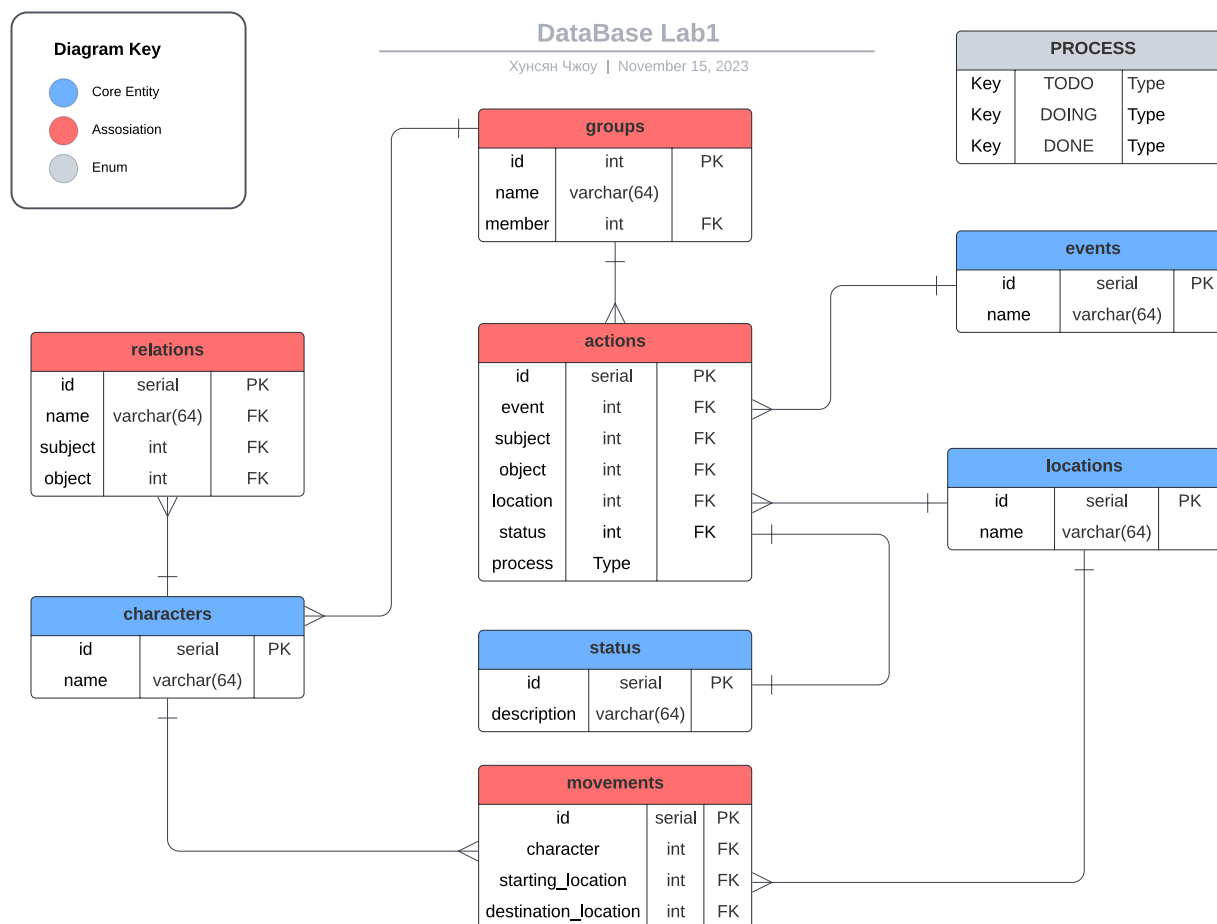 DataBase Lab1
Хунсян Чжоу | November 15, 2023
Diagram Key
Core Entity
Assosiation
Enum
PROCESS
Key TODO Type
Key DOING Type
Key DONE Type
groups
id int PK
name varchar(64)
member int FK
events
id serial PK
name varchar(64)
relations
id serial PK
name varchar(64) FK
subject int FK
object int FK
actions
id serial PK
event int FK
subject int FK
object int FK
location int FK
status int FK
process Type
locations
id serial PK
name varchar(64)
characters
id serial PK
name varchar(64)
status
id serial PK
description varchar(64)
movements
id serial PK
character int FK
starting_location int FK
destination_location int FK